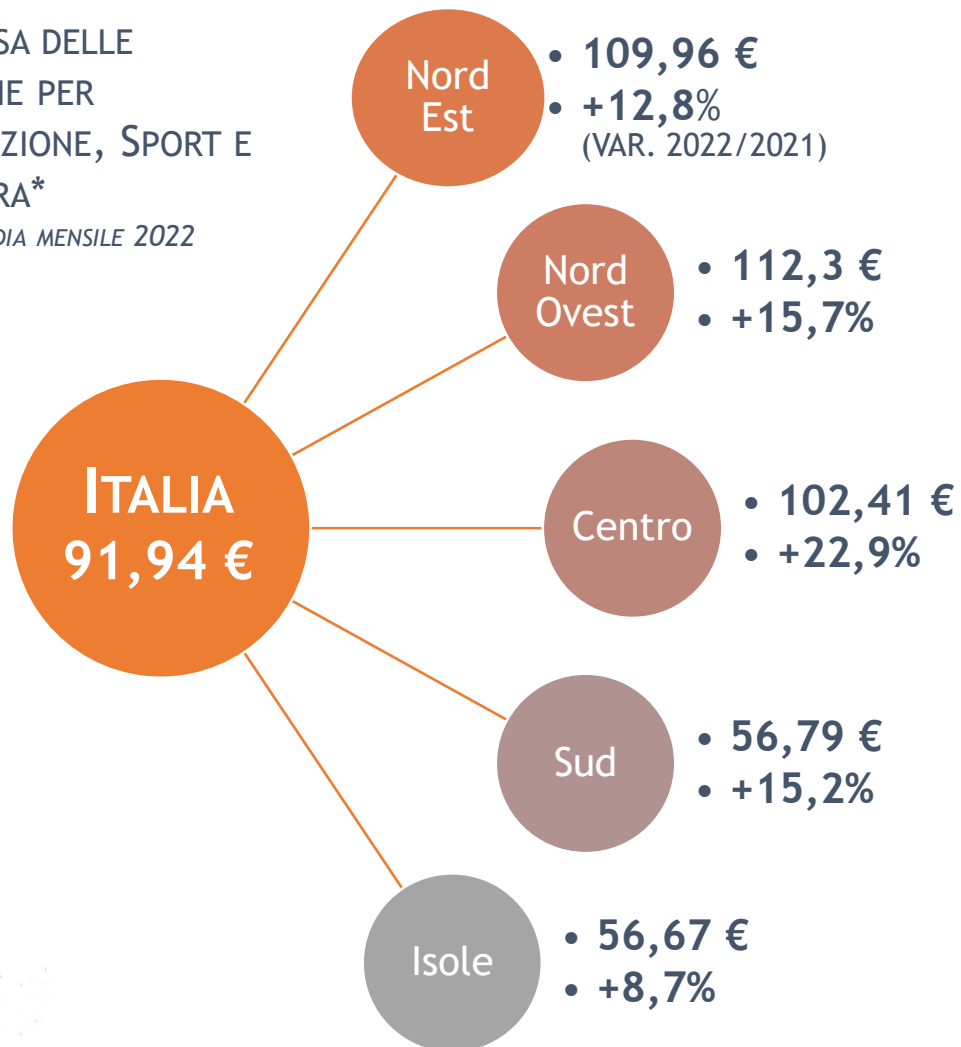 SA DELLE
IE PER
ZIONE, SPORT E
RA*
DIA MENSILE 2022
Nord
Est
• 109,96 €
• +12,8%
(VAR. 2022/2021)
Nord
Ovest
• 112,3 €
• +15,7%
ITALIA
91,94 €
Centro
• 102,41 €
• +22,9%
Sud
• 56,79 €
• +15,2%
Isole
• 56,67 €
• +8,7%